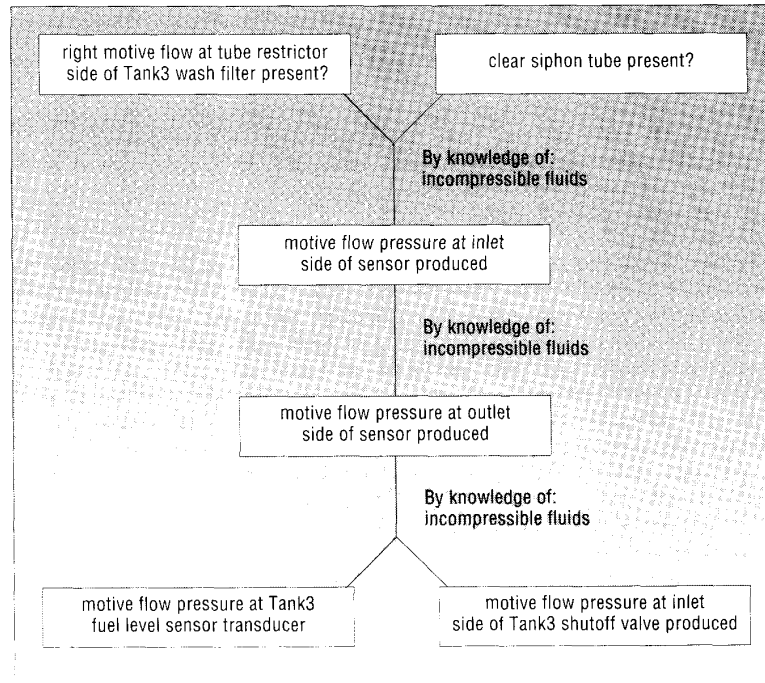 right motive flow at tube restrictor
side of Tank3 wash filter present?
clear siphon tube present?
By knowledge of:
incompressible fluids
motive flow pressure at inlet
side of sensor produced
By knowledge of:
incompressible fluids
motive flow pressure at outlet
side of sensor produced
By knowledge of:
incompressible fluids
motive flow pressure at Tank3
fuel level sensor transducer
motive flow pressure at inlet
side of Tank3 shutoff valve produced